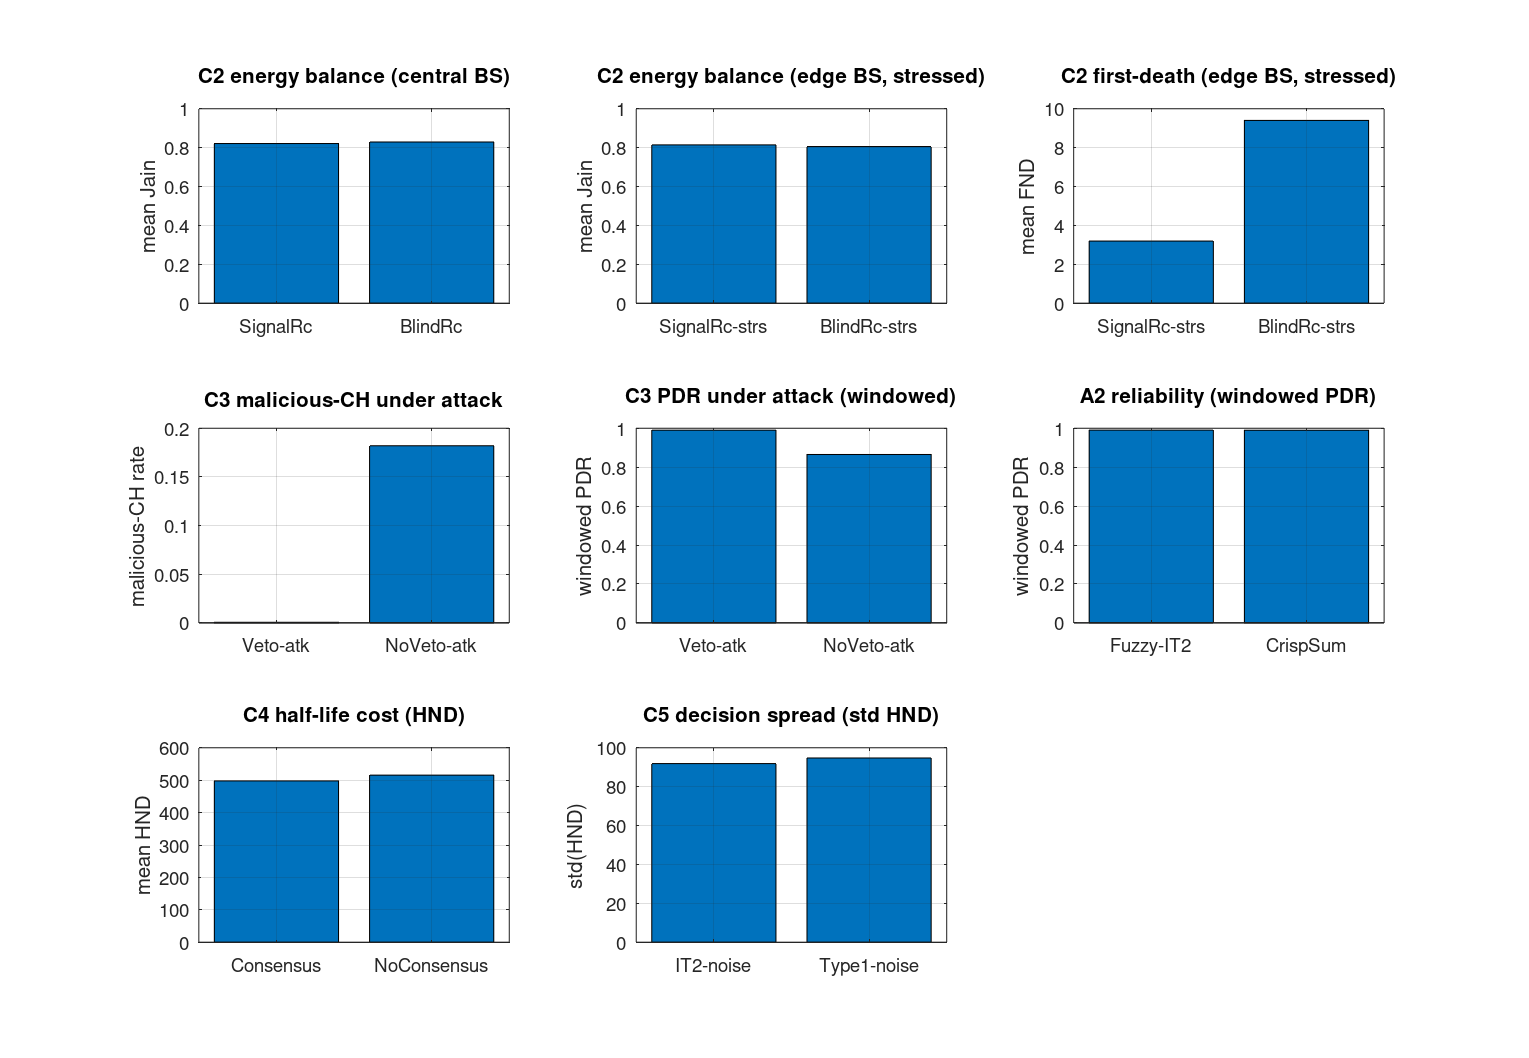 C2 energy balance (central BS)
mean Jain
1
0.8
0.6
0.4
0.2
0
SignalRc BlindRc
C2 energy balance (edge BS, stressed)
mean Jain
1
0.8
0.6
0.4
0.2
0
SignalRc-strs BlindRc-strs
C2 first-death (edge BS, stressed)
mean FND
10
8
6
4
2
0
SignalRc-strs BlindRc-strs
C3 malicious-CH under attack
malicious-CH rate
0.2
0.15
0.1
0.05
0
Veto-atk NoVeto-atk
C3 PDR under attack (windowed)
windowed PDR
1
0.8
0.6
0.4
0.2
0
Veto-atk NoVeto-atk
A2 reliability (windowed PDR)
windowed PDR
1
0.8
0.6
0.4
0.2
0
Fuzzy-IT2 CrispSum
C4 half-life cost (HND)
mean HND
600
500
400
300
200
100
0
Consensus NoConsensus
C5 decision spread (std HND)
std(HND)
100
80
60
40
20
0
IT2-noise Type1-noise